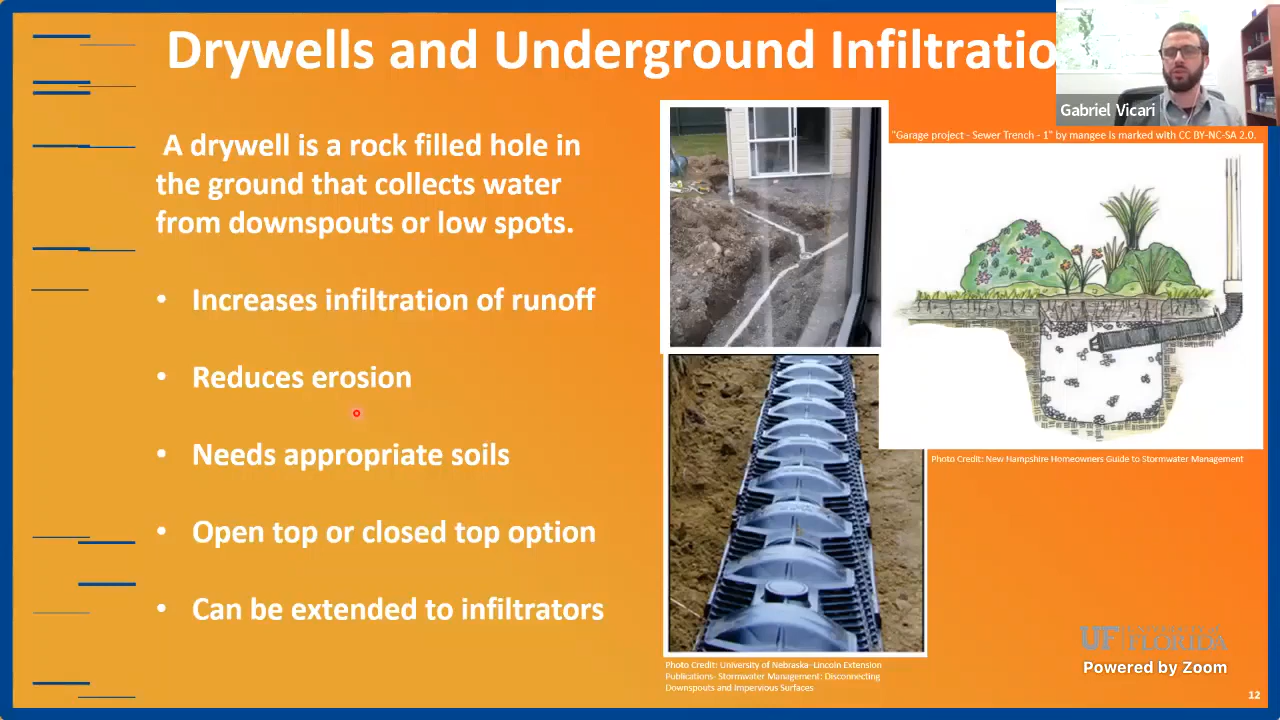 Drywells and Underground Infiltratio
Gabriel Vicari
A drywell is a rock filled hole in
the ground that collects water
from downspouts or low spots.
• Increases infiltration of runoff
• Reduces erosion
• Needs appropriate soils
• Open top or closed top option
• Can be extended to infiltrators
"Garage project - Sewer Trench - 1" by mangee is marked with CC BY-NC-SA 2.0.
Photo Credit: New Hampshire Homeowners Guide to Stormwater Management
Photo Credit: University of Nebraska–Lincoln Extension
Publications- Stormwater Management: Disconnecting
Downspouts and Impervious Surfaces
UF UNIVERSITY of
FLORIDA
Powered by Zoom
12